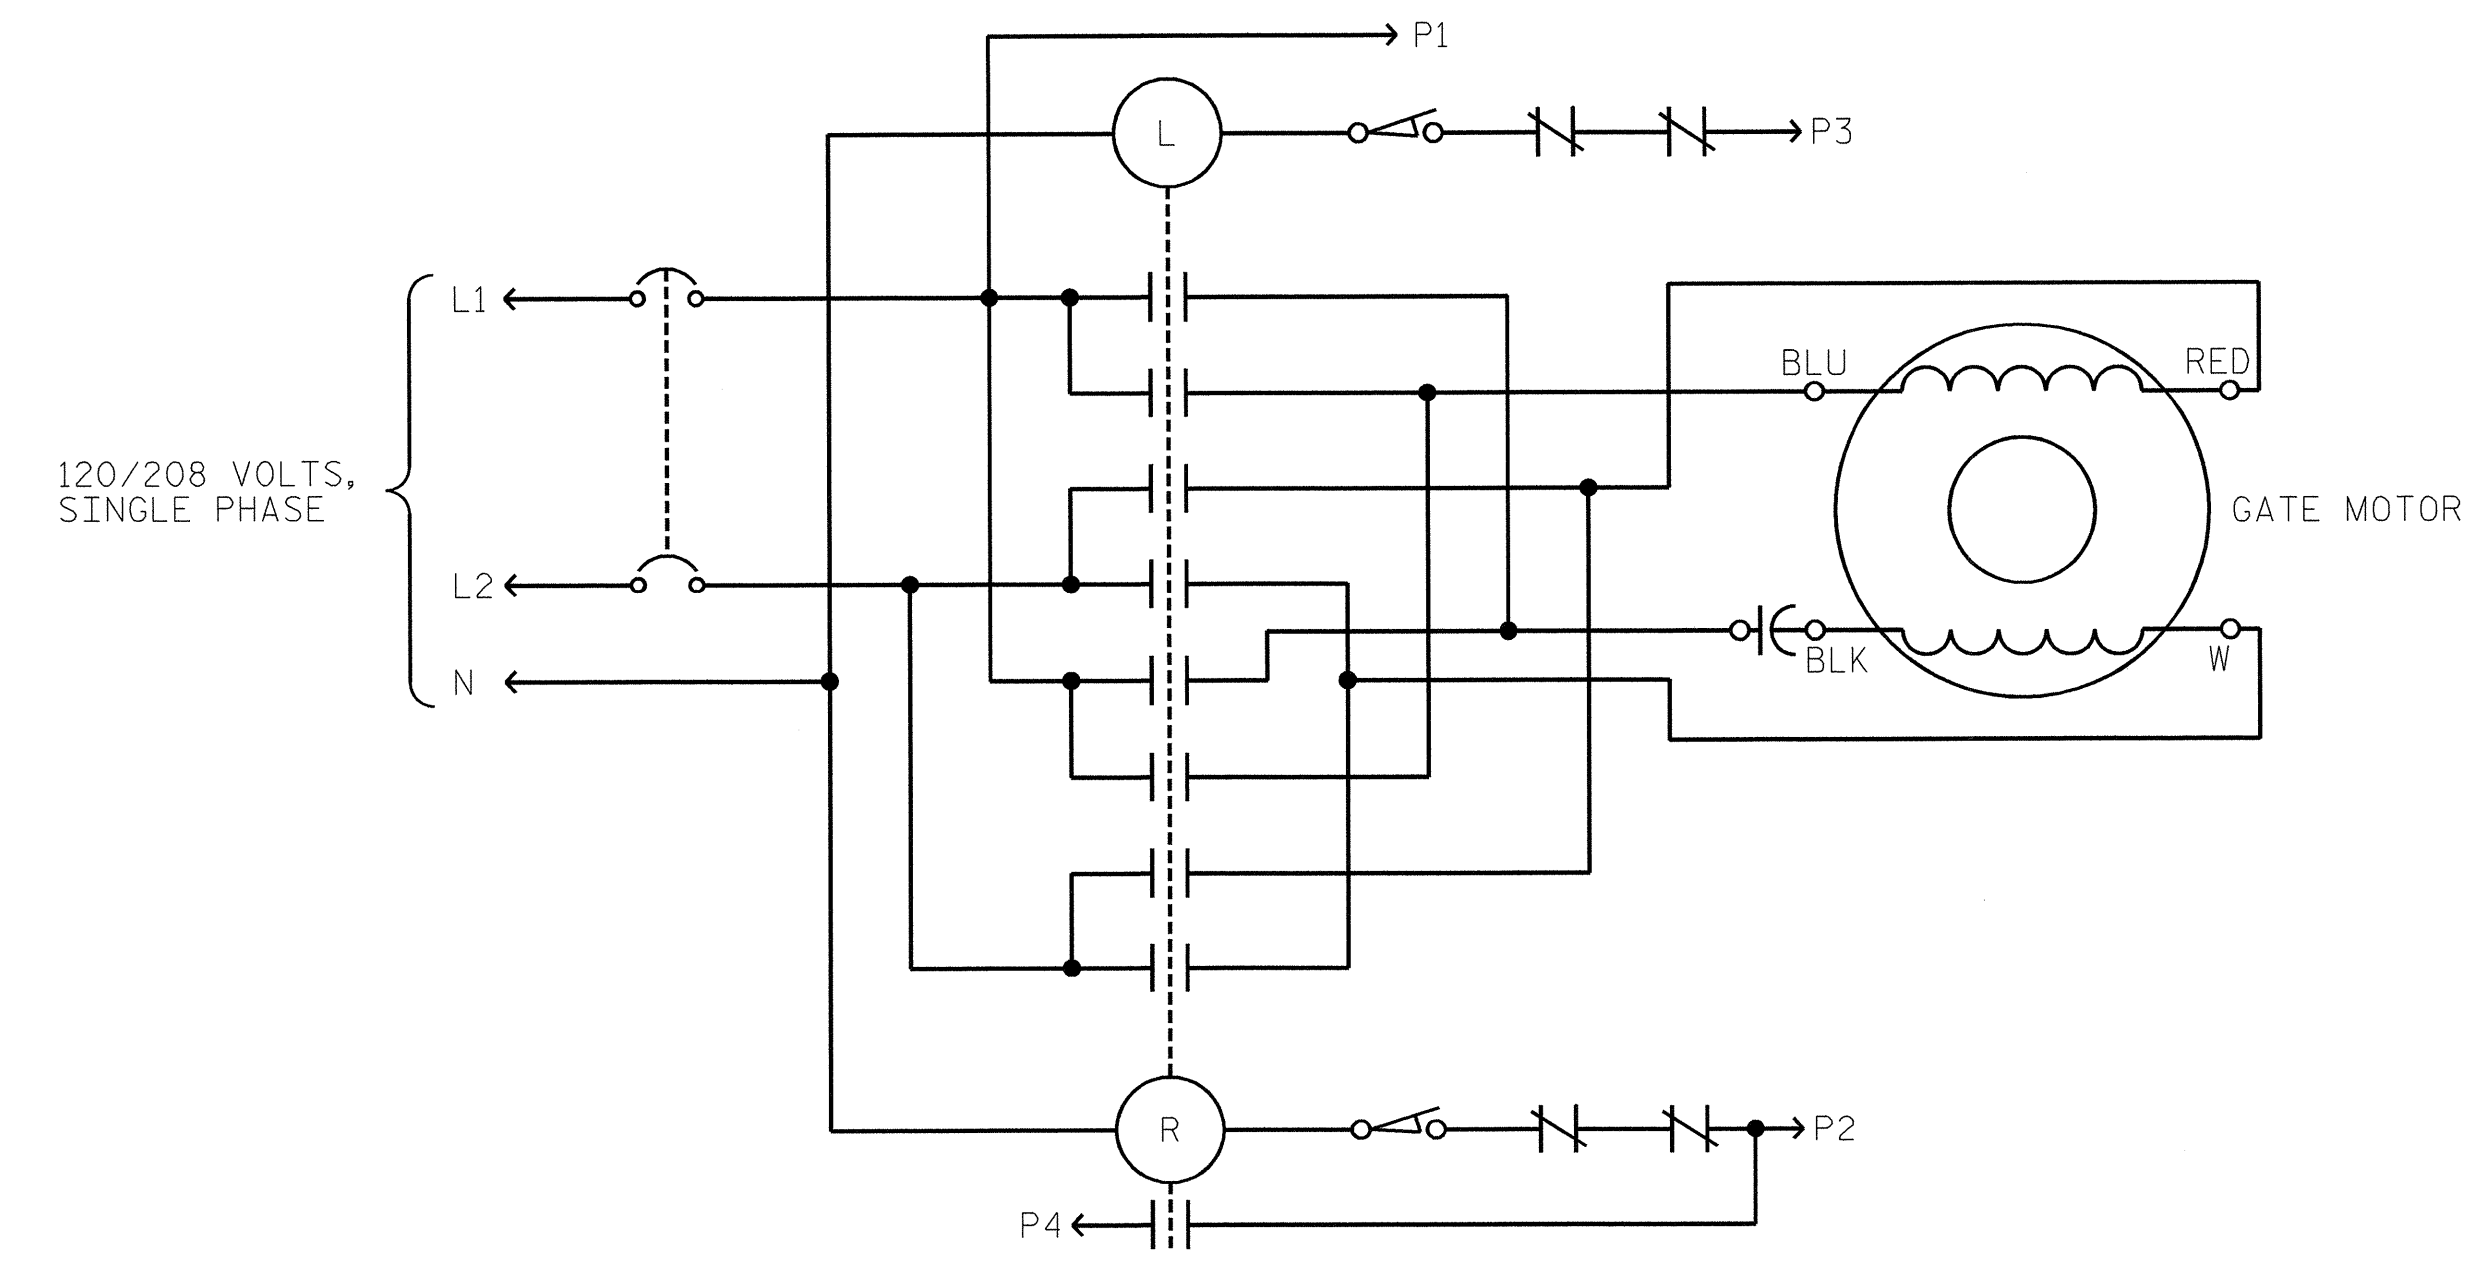 P1
L
P3
L1
BLU
RED
120/208 VOLTS,
SINGLE PHASE
GATE MOTOR
L2
BLK
W
N
R
P2
P4